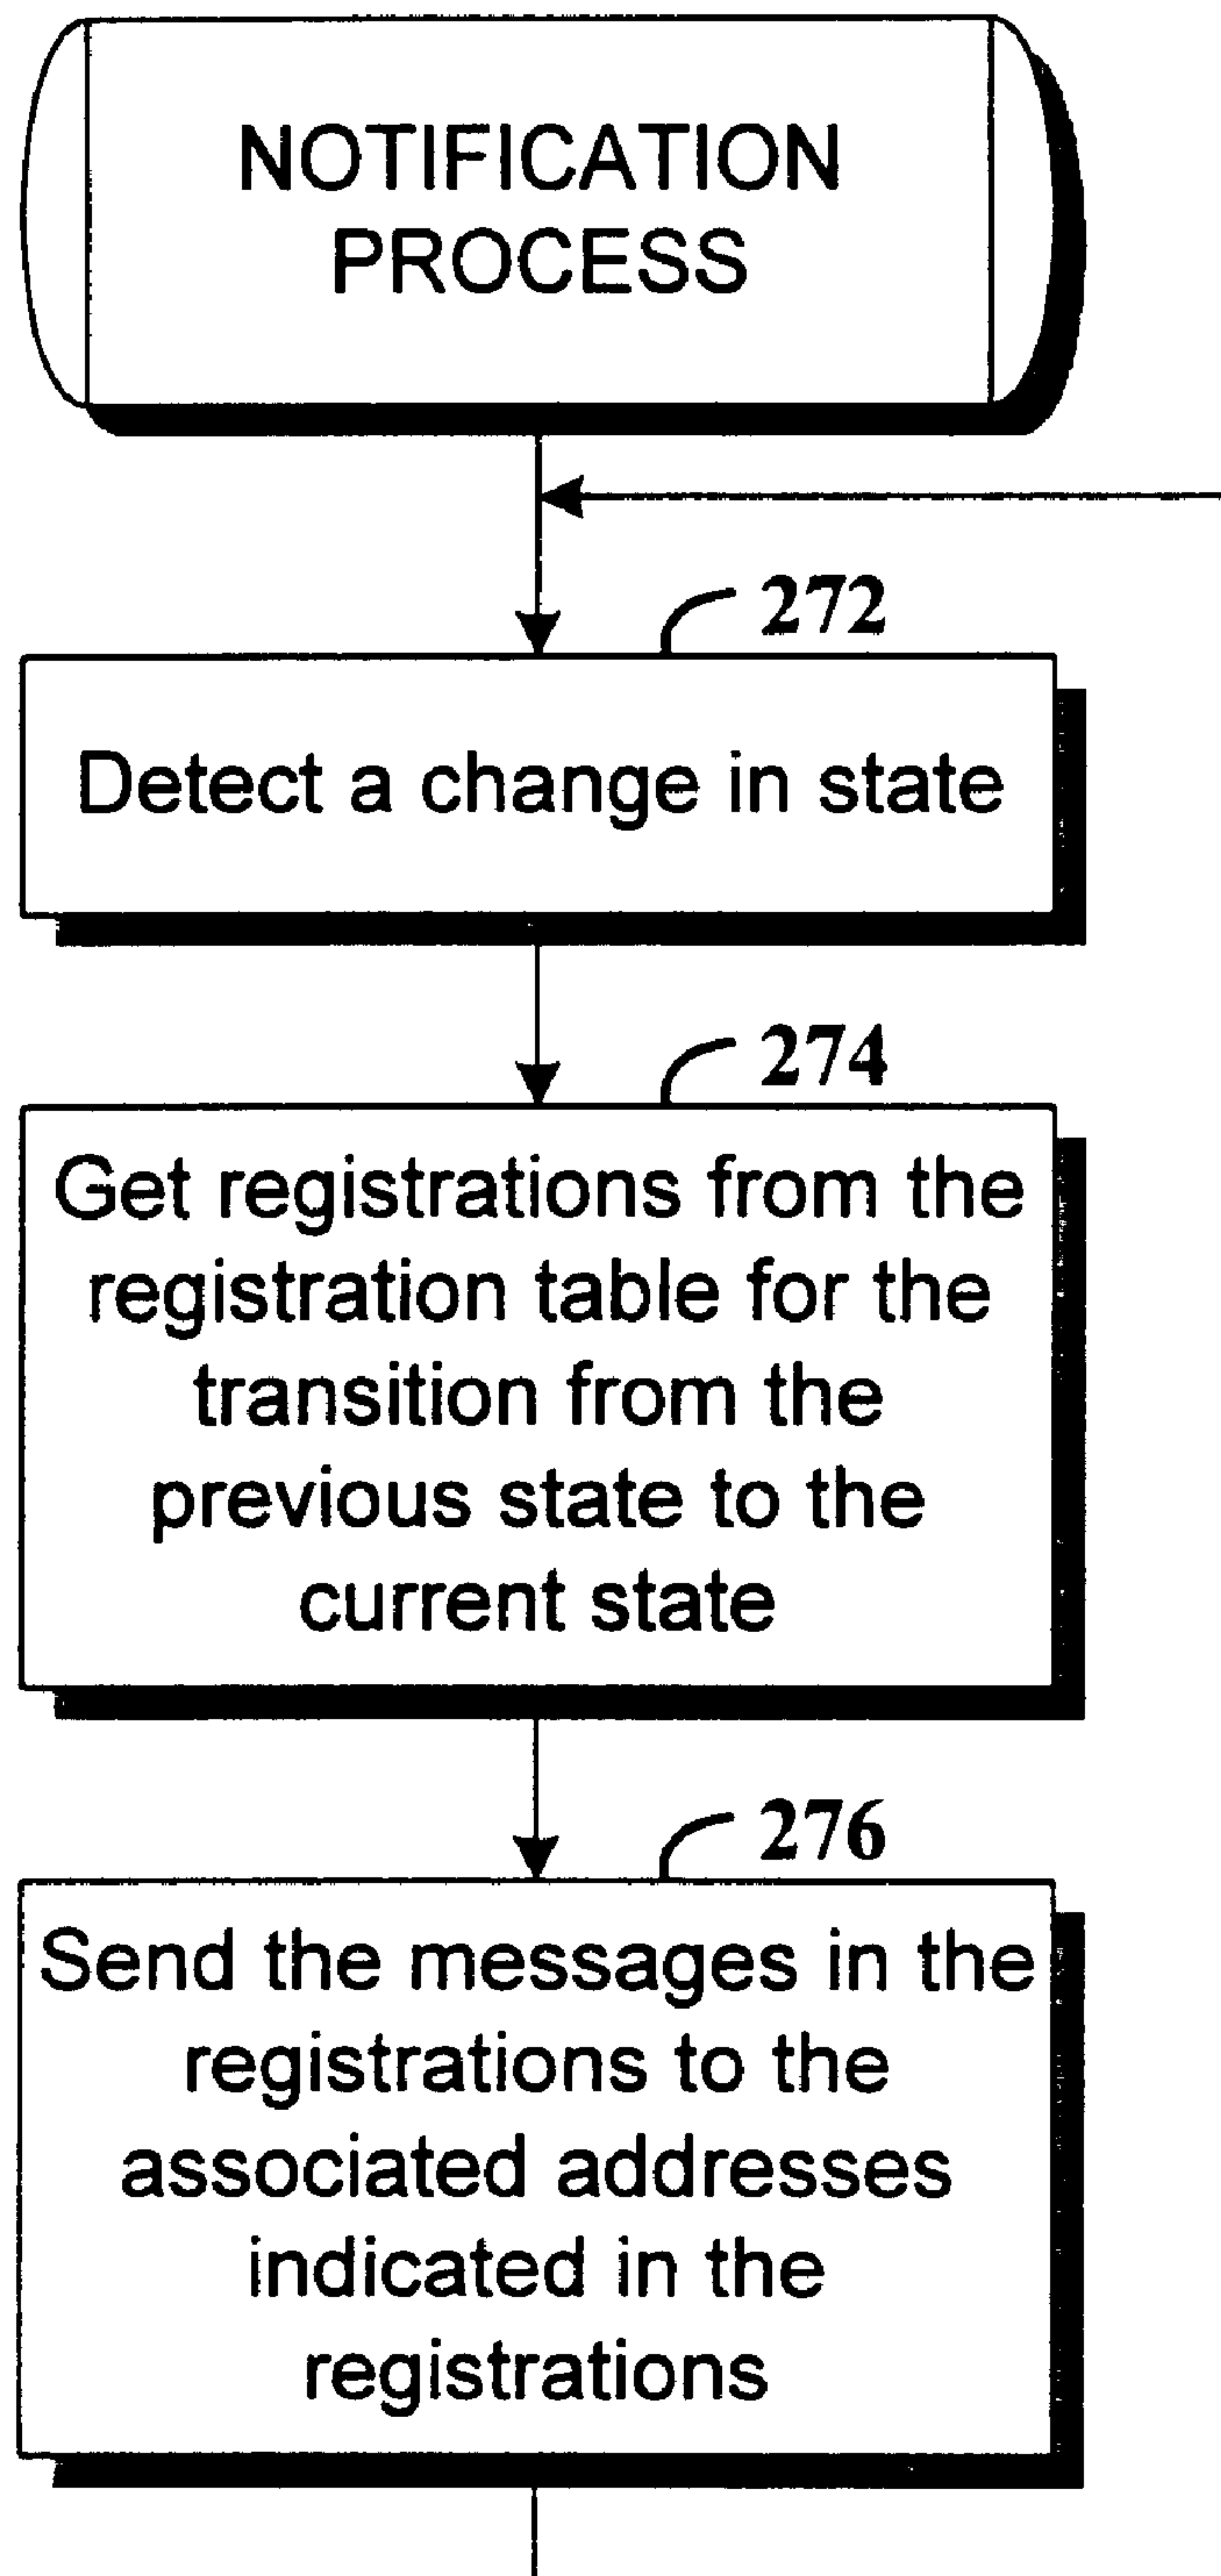 NOTIFICATION
PROCESS
272
Detect a change in state
274
Get registrations from the
registration table for the
transition from the
previous state to the
current state
276
Send the messages in the
registrations to the
associated addresses
indicated in the
registrations